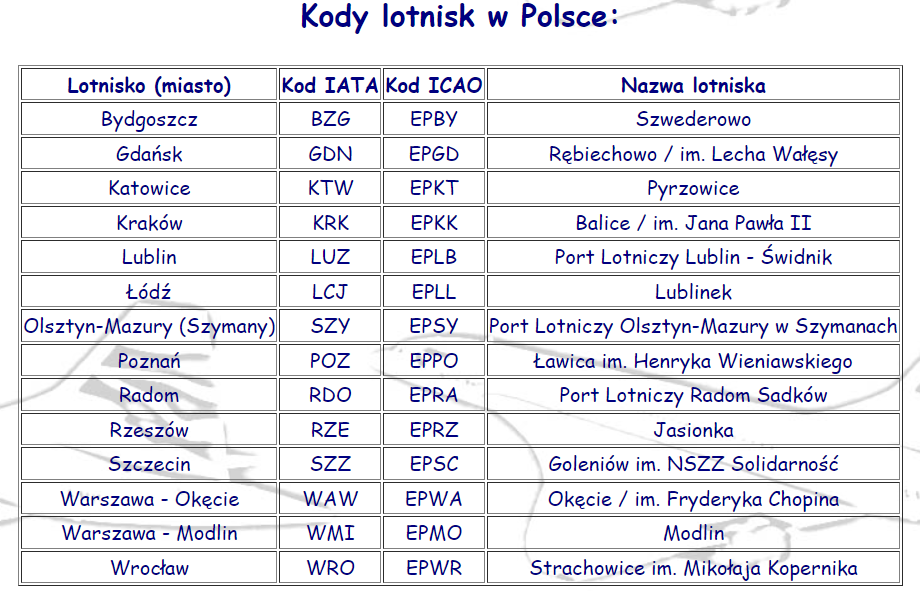 Kody lotnisk w Polsce:
Lotnisko (miasto) Kod IATA Kod ICAO Nazwa lotniska
Bydgoszcz BZG EPBY Szwederowo
Gdańsk GDN EPGD Rębiechowo / im. Lecha Wałęsy
Katowice KTW EPKT Pyrzowice
Kraków KRK EPKK Balice / im. Jana Pawła II
Lublin LUZ EPLB Port Lotniczy Lublin - Świdnik
Łódź LCJ EPLL Lublinek
Olsztyn-Mazury (Szymany) SZY EPSY Port Lotniczy Olsztyn-Mazury w Szymanach
Poznań POZ EPPO Ławica im. Henryka Wieniawskiego
Radom RDO EPRA Port Lotniczy Radom Sadków
Rzeszów RZE EPRZ Jasionka
Szczecin SZZ EPSC Goleniów im. NSZZ Solidarność
Warszawa - Okęcie WAW EPWA Okęcie / im. Fryderyka Chopina
Warszawa - Modlin WMI EPMO Modlin
Wrocław WRO EPWR Strachowice im. Mikołaja Kopernika